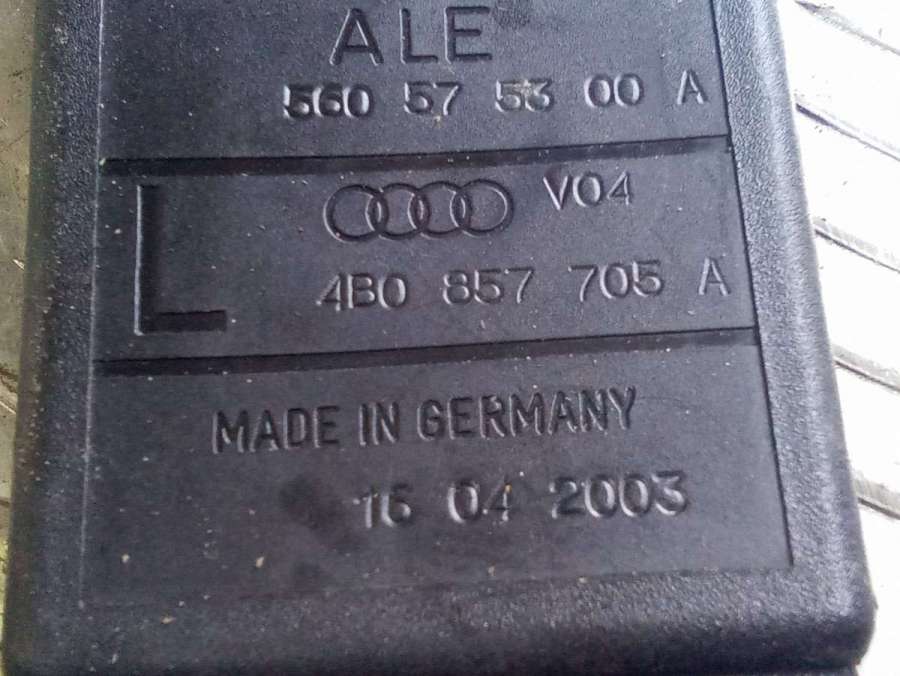 ALE
560 57 53 00 A
V04
L
4B0 857 705 A
MADE IN GERMANY
16 04 2003